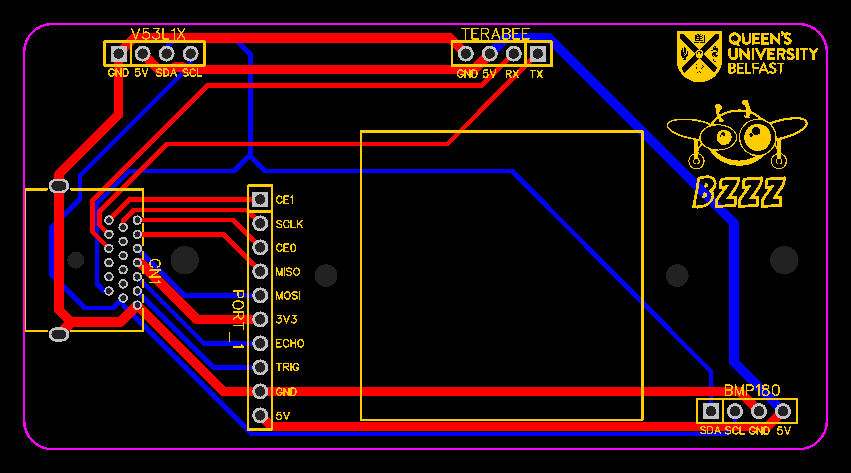 V53L1X
GND 5V SDA SCL
TERABEE
GND 5V RX TX
QUEEN'S
UNIVERSITY
BELFAST
BZZZ
CN1
PORT_1
CE1
SCLK
CE0
MISO
MOSI
3V3
ECHO
TRIG
GND
5V
BMP180
SDA SCL GND 5V